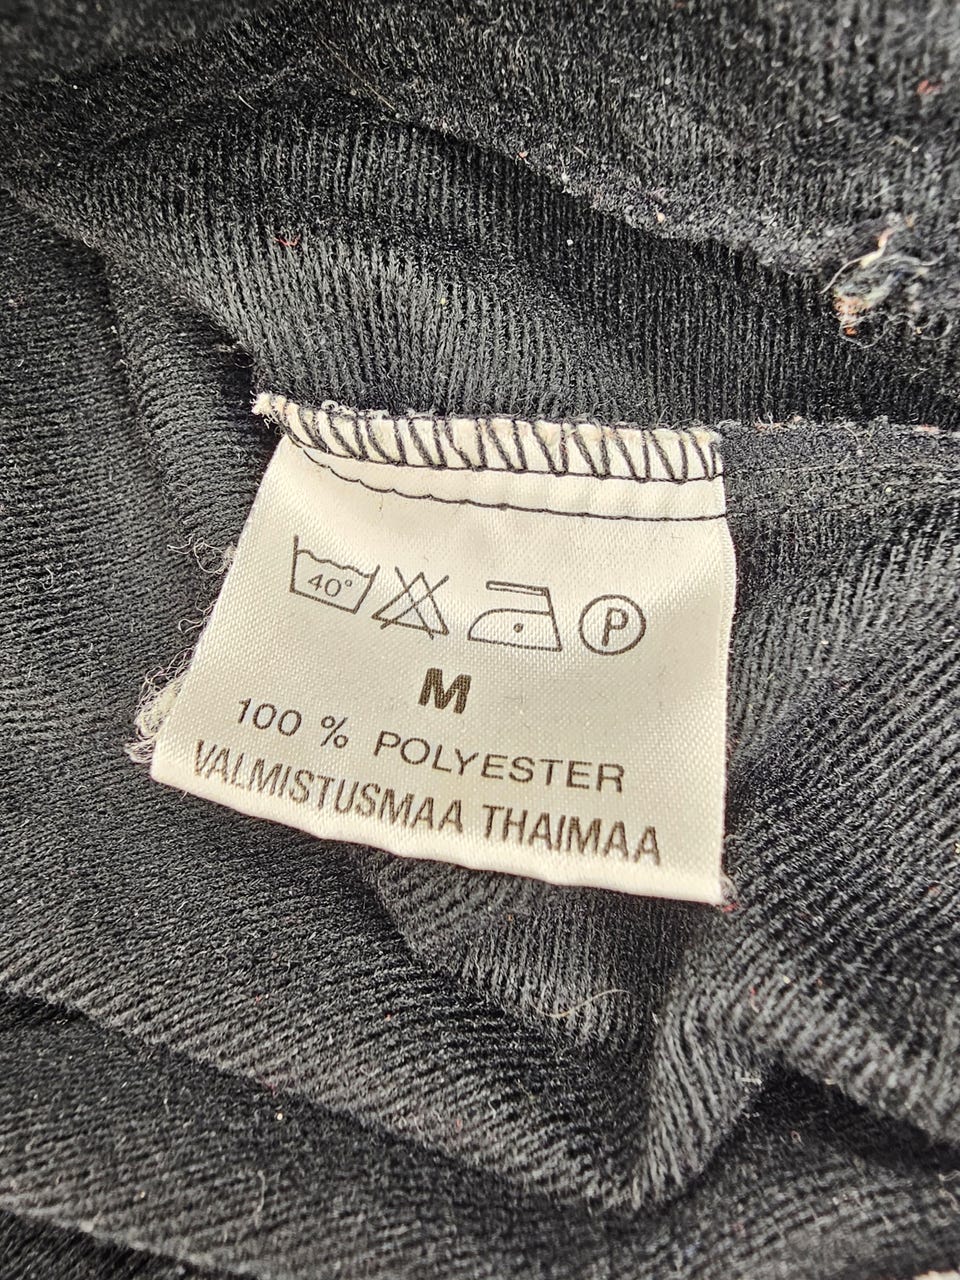 40° P
M
100 % POLYESTER
VALMISTUSMAA THAIMAA